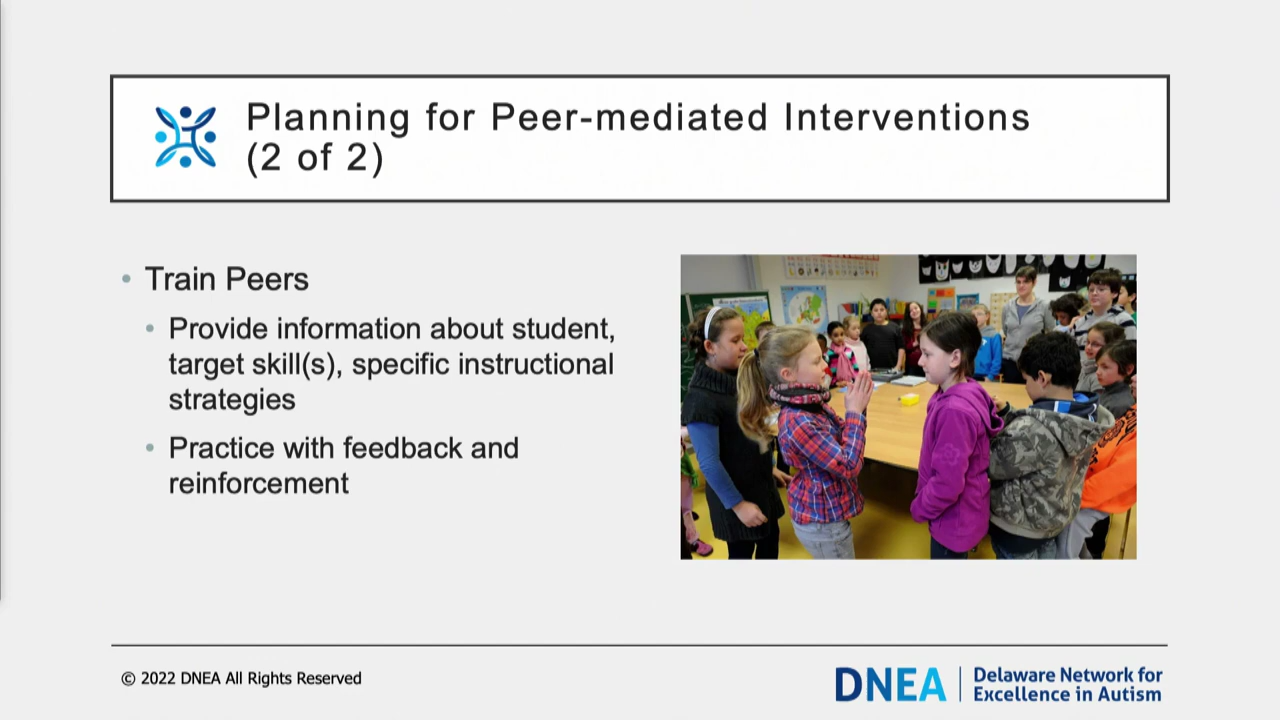 Planning for Peer-mediated Interventions
(2 of 2)
• Train Peers
• Provide information about student,
target skill(s), specific instructional
strategies
• Practice with feedback and
reinforcement
© 2022 DNEA All Rights Reserved
DNEA
Delaware Network for
Excellence in Autism